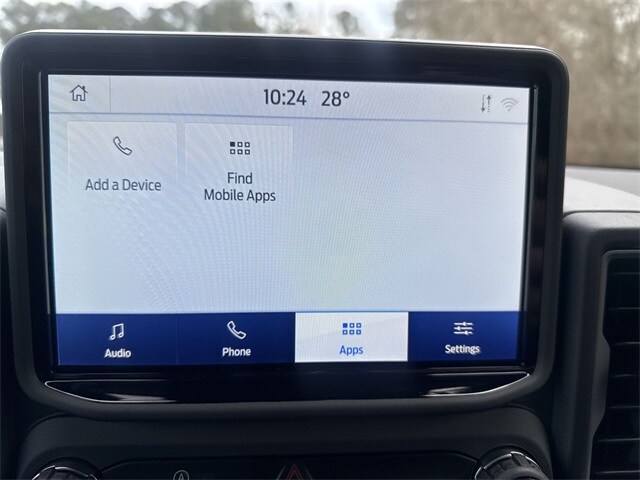 10:24 28°
Add a Device
Find
Mobile Apps
Audio
Phone
Apps
Settings
A